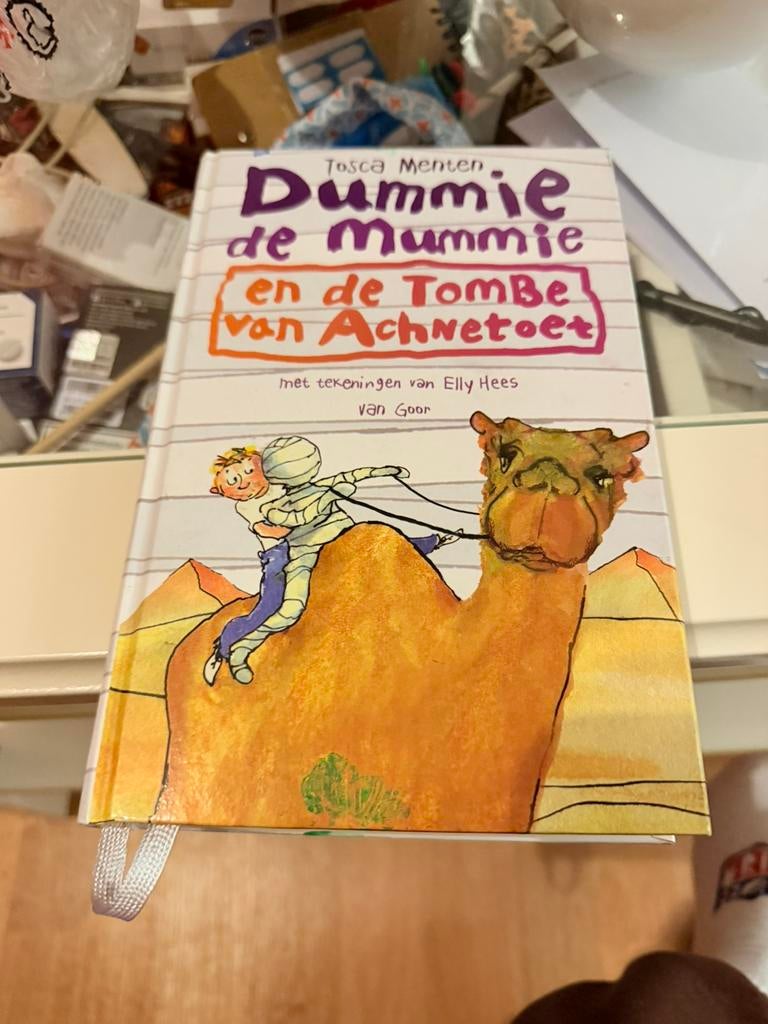 Tosca Menten
Dummie
de Mummie
en de Tombe
van Achnetoet
met tekeningen van Elly Hees
van Goor